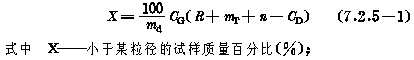 X=\frac{100}{m_d} C_G(R+m_T+n-C_D) (7.2.5-1)
式中 X——小于某粒径的试样质量百分比(%);